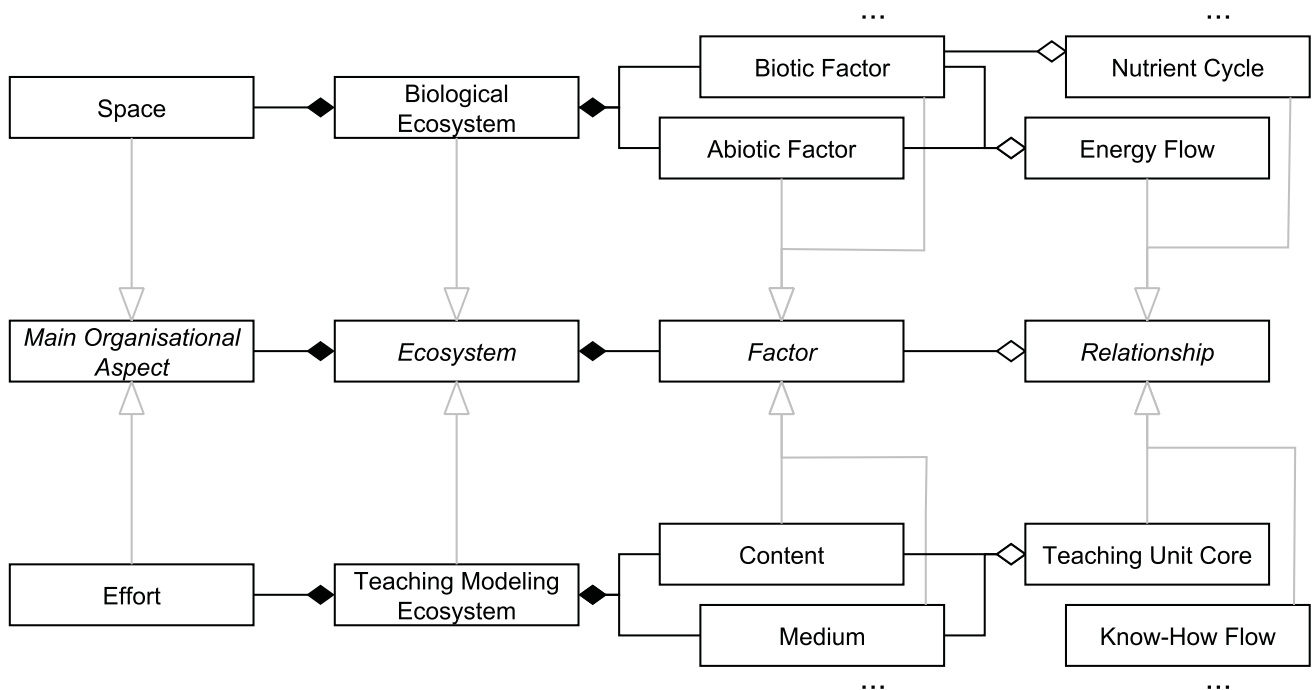 ... ...
Biotic Factor
Nutrient Cycle
Space
Biological
Ecosystem
Abiotic Factor
Energy Flow
Main Organisational
Aspect
Ecosystem
Factor
Relationship
Content
Teaching Unit Core
Effort
Teaching Modeling
Ecosystem
Medium
Know-How Flow
... ...